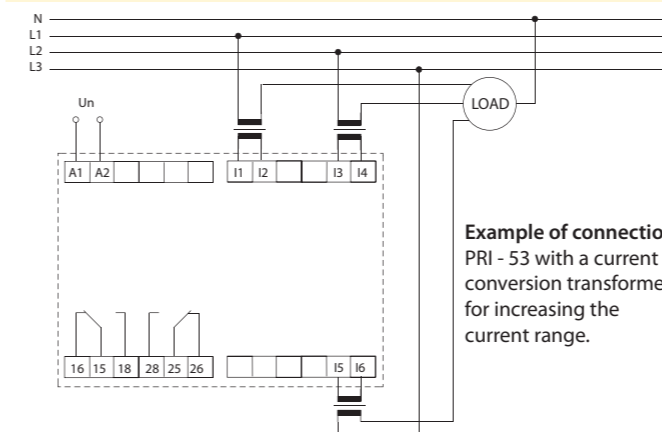 N
L1
L2
L3
Un
LOAD
A1 A2
I1 I2 I3 I4
Example of connectio
PRI - 53 with a current
conversion transforme
for increasing the
current range.
16 15 18 28 25 26
I5 I6